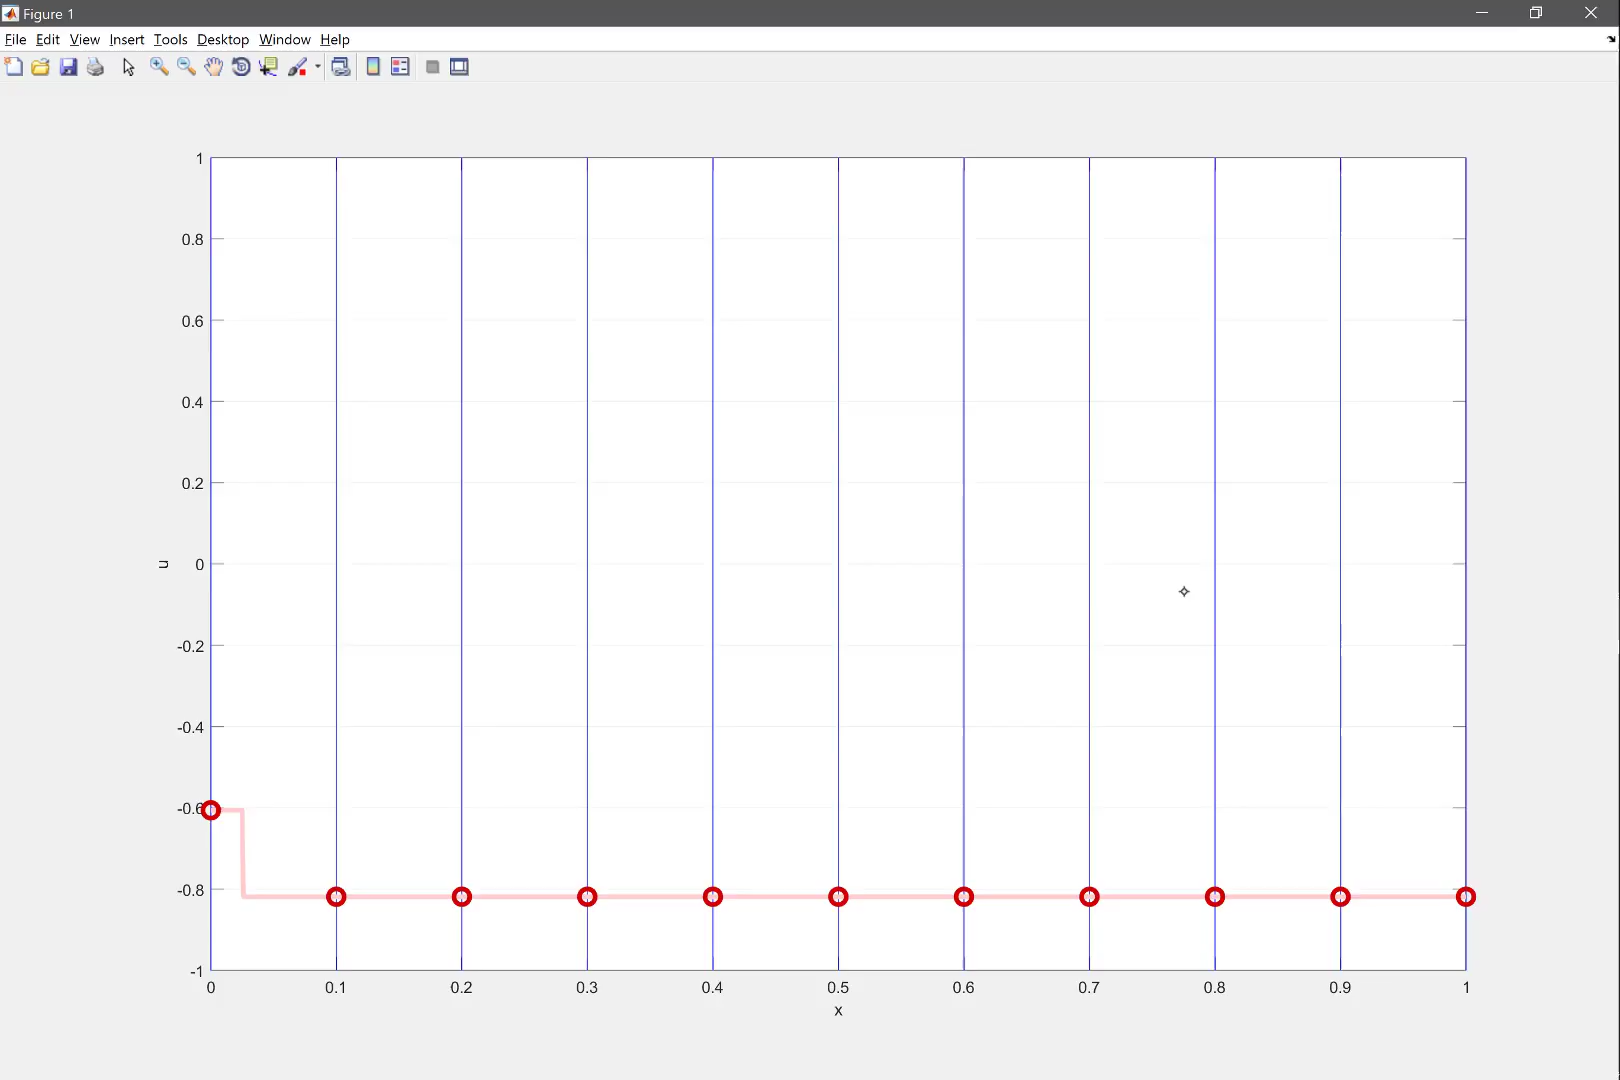 Figure 1
File Edit View Insert Tools Desktop Window Help
1
0.8
0.6
0.4
0.2
0
-0.2
-0.4
-0.6
-0.8
-1
u
0 0.1 0.2 0.3 0.4 0.5 0.6 0.7 0.8 0.9 1
x